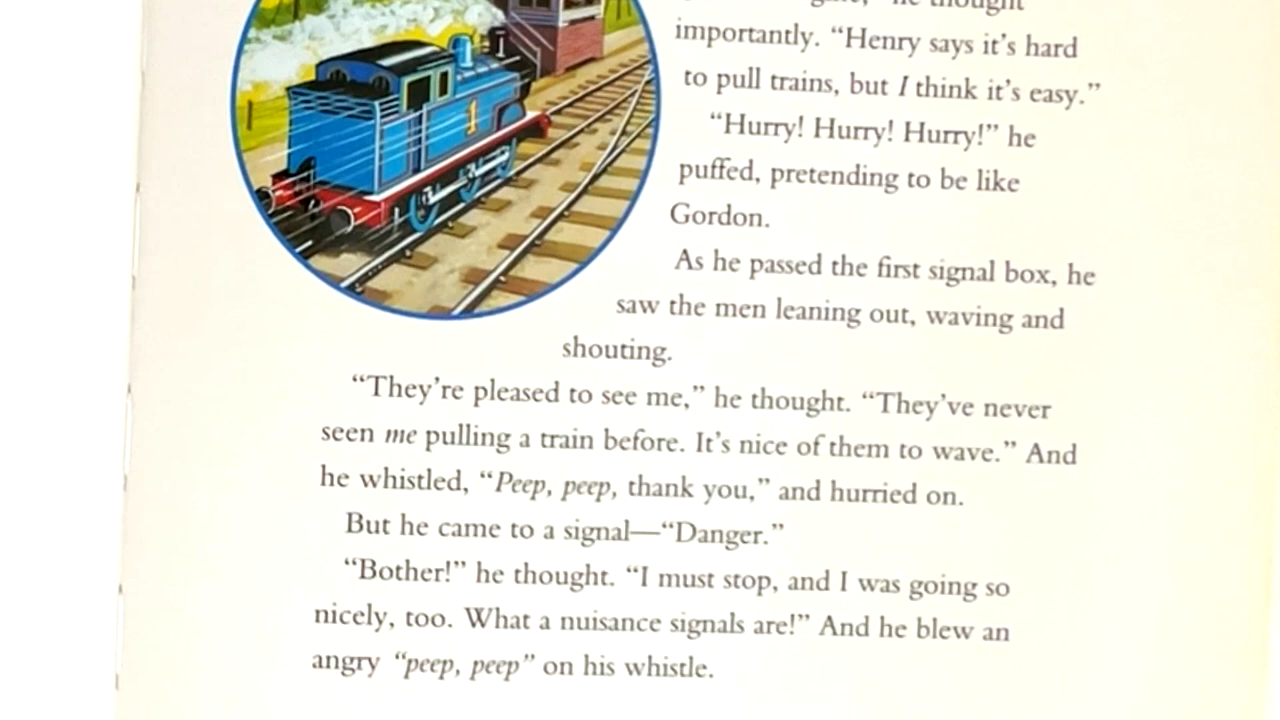 he thought
importantly. “Henry says it’s hard
to pull trains, but I think it’s easy.”
“Hurry! Hurry! Hurry!” he
puffed, pretending to be like
Gordon.
As he passed the first signal box, he
saw the men leaning out, waving and
shouting.
“They’re pleased to see me,” he thought. “They’ve never
seen me pulling a train before. It’s nice of them to wave.” And
he whistled, “Peep, peep, thank you,” and hurried on.
But he came to a signal—“Danger.”
“Bother!” he thought. “I must stop, and I was going so
nicely, too. What a nuisance signals are!” And he blew an
angry “peep, peep” on his whistle.
1